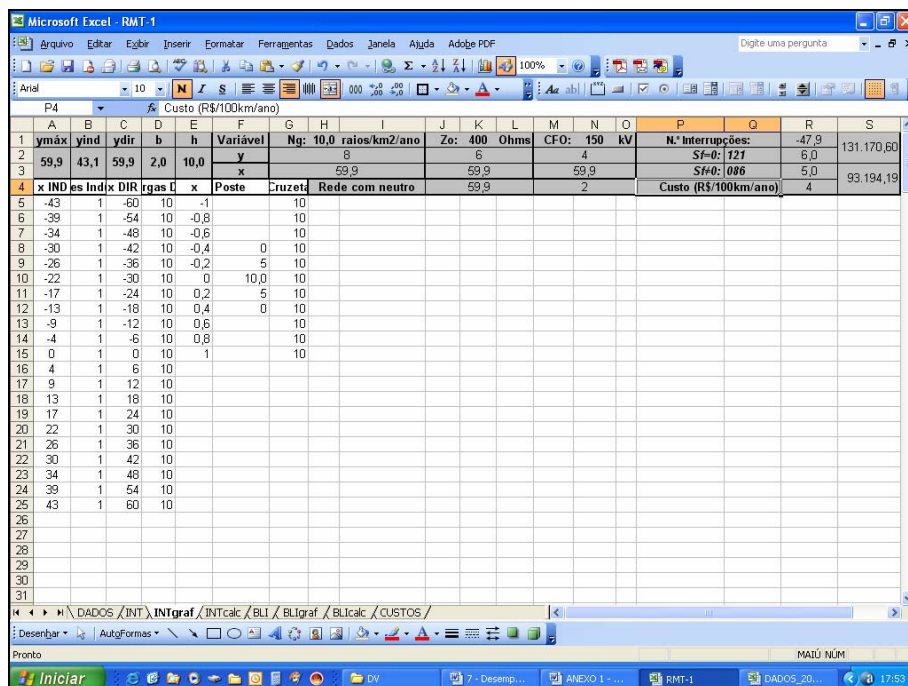 Microsoft Excel - RMT-1
Arquivo Editar Exibir Inserir Formatar Ferramentas Dados Janela Ajuda Adobe PDF Digite uma pergunta
100%
Arial 10 N I S 000
P4 fx Custo (R$/100km/ano)
A B C D E F G H I J K L M N O P Q R S
1 ymáx yind ydir b h Variável Ng: 10,0 raios/km2/ano Zo: 400 Ohms CFO: 150 kV N.º Interrupções: -47,9 131.170,60
2 59,9 43,1 59,9 2,0 10,0 y 8 6 4 Sf=0: 121 6,0
3 x 59,9 59,9 59,9 Sf≠0: 086 5,0 93.194,19
4 x IND es Ind x DIR rgas D x Poste Cruzeta Rede com neutro 59,9 2 Custo (R$/100km/ano) 4
5 -43 1 -60 10 -1 10
6 -39 1 -54 10 -0,8 10
7 -34 1 -48 10 -0,6 10
8 -30 1 -42 10 -0,4 0 10
9 -26 1 -36 10 -0,2 5 10
10 -22 1 -30 10 0 10,0 10
11 -17 1 -24 10 0,2 5 10
12 -13 1 -18 10 0,4 0 10
13 -9 1 -12 10 0,6 10
14 -4 1 -6 10 0,8 10
15 0 1 0 10 1 10
16 4 1 6 10
17 9 1 12 10
18 13 1 18 10
19 17 1 24 10
20 22 1 30 10
21 26 1 36 10
22 30 1 42 10
23 34 1 48 10
24 39 1 54 10
25 43 1 60 10
26
27
28
29
30
31
DADOS / INT \ INTgraf / INTcalc / BLI / BLIgraf / BLIcalc / CUSTOS /
Desenhar AutoFormas
Pronto MAIÚ NÚM
Iniciar DV 7 - Desemp... ANEXO 1 - ... RMT-1 DADOS_20... 17:53